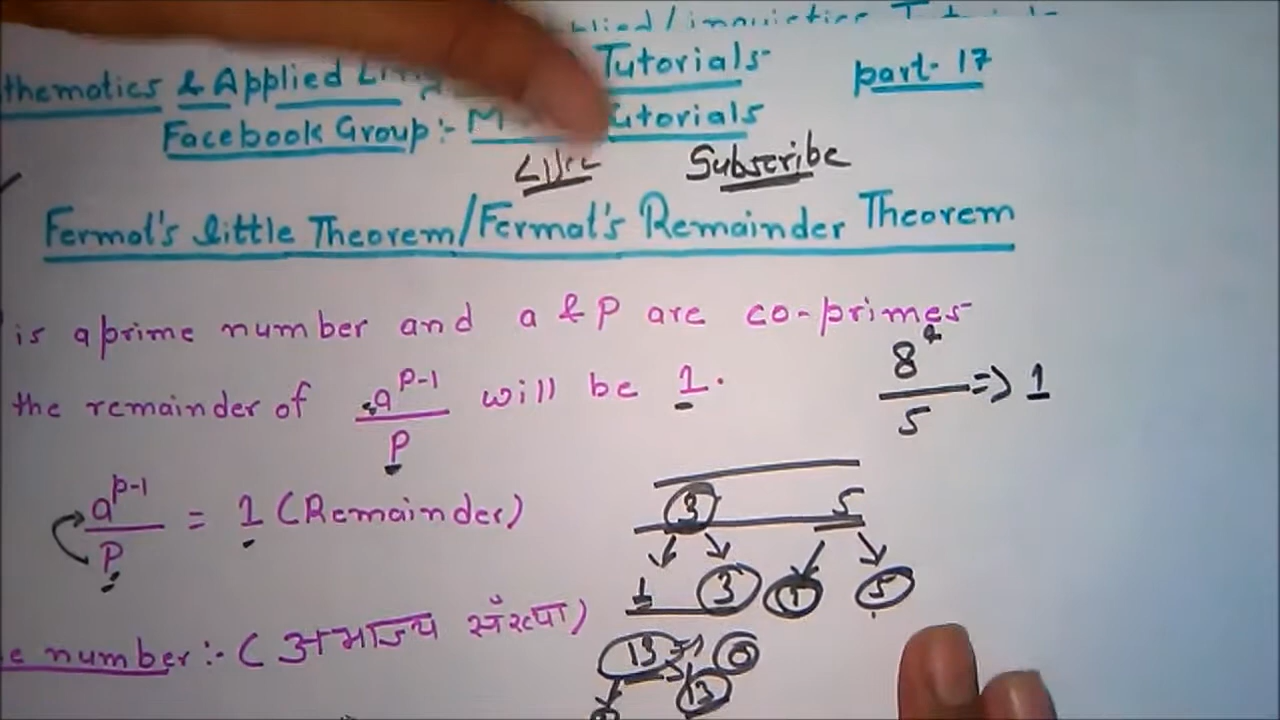 Tutorials
thematics & Applied Ling part-17
Facebook Group:- M utorials
Like Subscribe
Fermat's little Theorem/Fermat's Remainder Theorem
is a prime number and a & p are co-primes
the remainder of a^{p-1}/p will be 1.
8^4/5 => 1
a^{p-1}/p = 1 (Remainder)
3 5
1 3 1 5
e number:- (अभाज्य संख्या)
13
13